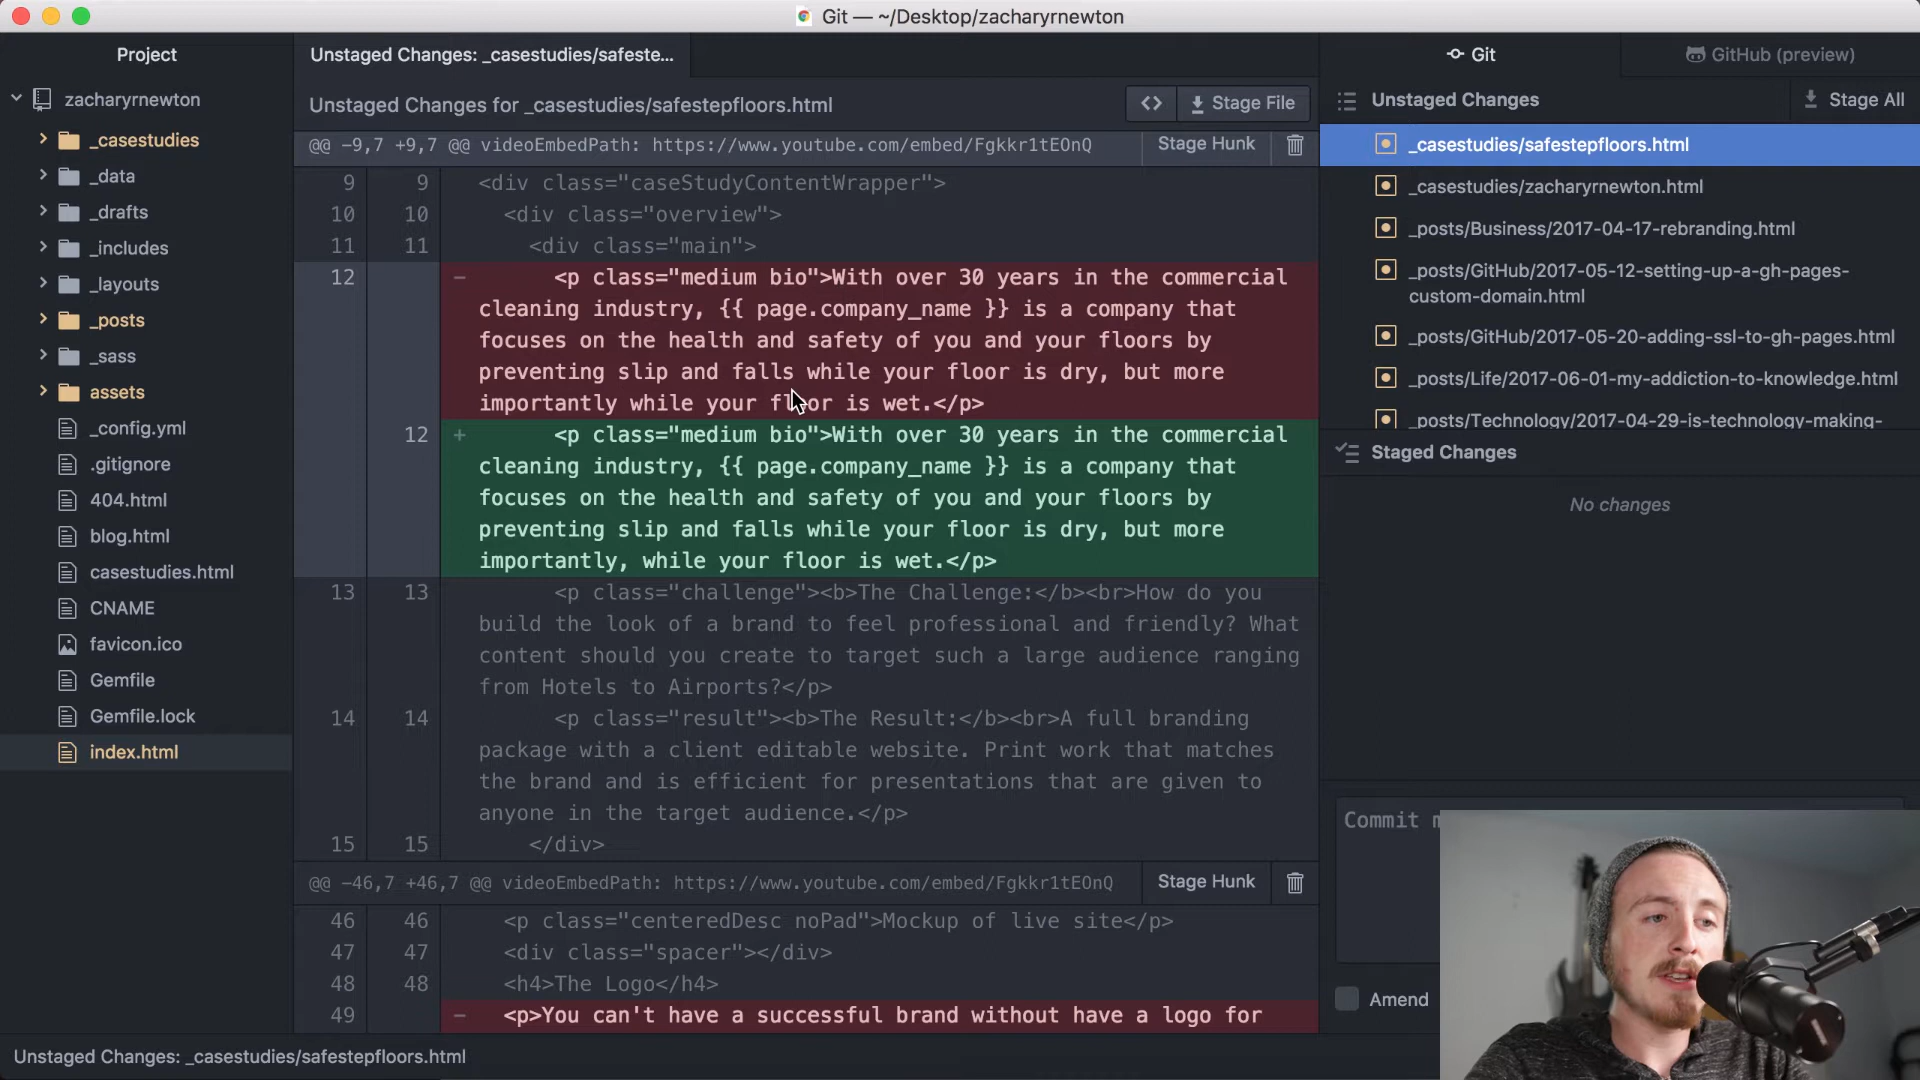 Git — ~/Desktop/zacharyrnewton
Project
zacharyrnewton
_casestudies
_data
_drafts
_includes
_layouts
_posts
_sass
assets
_config.yml
.gitignore
404.html
blog.html
casestudies.html
CNAME
favicon.ico
Gemfile
Gemfile.lock
index.html
Unstaged Changes: _casestudies/safeste...
Unstaged Changes for _casestudies/safestepfloors.html
<> Stage File
@@ -9,7 +9,7 @@ videoEmbedPath: https://www.youtube.com/embed/Fgkkr1tEOnQ Stage Hunk
9 9 <div class="caseStudyContentWrapper">
10 10 <div class="overview">
11 11 <div class="main">
12 - <p class="medium bio">With over 30 years in the commercial
cleaning industry, {{ page.company_name }} is a company that
focuses on the health and safety of you and your floors by
preventing slip and falls while your floor is dry, but more
importantly while your floor is wet.</p>
12 + <p class="medium bio">With over 30 years in the commercial
cleaning industry, {{ page.company_name }} is a company that
focuses on the health and safety of you and your floors by
preventing slip and falls while your floor is dry, but more
importantly, while your floor is wet.</p>
13 13 <p class="challenge"><b>The Challenge:</b><br>How do you
build the look of a brand to feel professional and friendly? What
content should you create to target such a large audience ranging
from Hotels to Airports?</p>
14 14 <p class="result"><b>The Result:</b><br>A full branding
package with a client editable website. Print work that matches
the brand and is efficient for presentations that are given to
anyone in the target audience.</p>
15 15 </div>
@@ -46,7 +46,7 @@ videoEmbedPath: https://www.youtube.com/embed/Fgkkr1tEOnQ Stage Hunk
46 46 <p class="centeredDesc noPad">Mockup of live site</p>
47 47 <div class="spacer"></div>
48 48 <h4>The Logo</h4>
49 - <p>You can't have a successful brand without have a logo for
Git
GitHub (preview)
Unstaged Changes
Stage All
_casestudies/safestepfloors.html
_casestudies/zacharyrnewton.html
_posts/Business/2017-04-17-rebranding.html
_posts/GitHub/2017-05-12-setting-up-a-gh-pages-
custom-domain.html
_posts/GitHub/2017-05-20-adding-ssl-to-gh-pages.html
_posts/Life/2017-06-01-my-addiction-to-knowledge.html
_posts/Technology/2017-04-29-is-technology-making-
Staged Changes
No changes
Commit
Amend
Unstaged Changes: _casestudies/safestepfloors.html